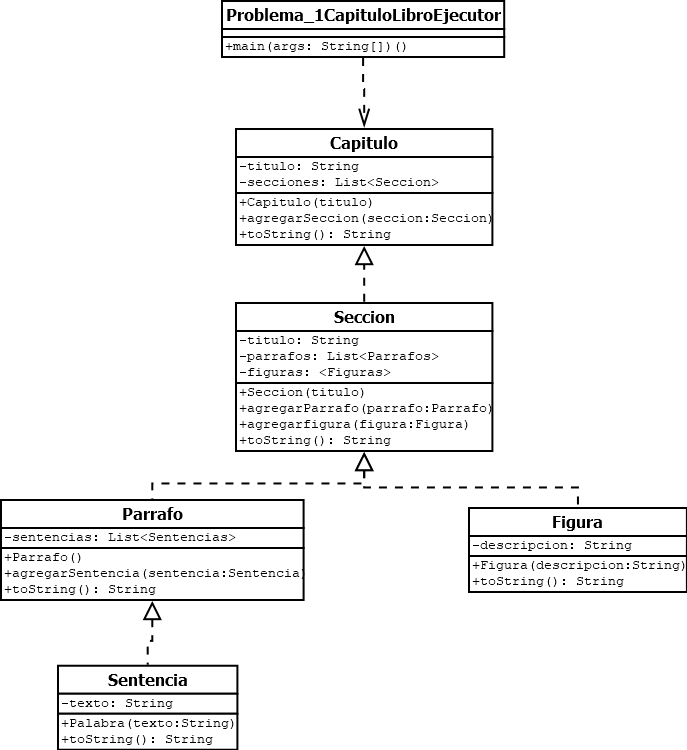 Problema_1CapituloLibroEjecutor
+main(args: String[])()
Capitulo
-titulo: String
-secciones: List<Seccion>
+Capitulo(titulo)
+agregarSeccion(seccion:Seccion)
+toString(): String
Seccion
-titulo: String
-parrafos: List<Parrafos>
-figuras: <Figuras>
+Seccion(titulo)
+agregarParrafo(parrafo:Parrafo)
+agregarfigura(figura:Figura)
+toString(): String
Parrafo
-sentencias: List<Sentencias>
+Parrafo()
+agregarSentencia(sentencia:Sentencia)
+toString(): String
Figura
-descripcion: String
+Figura(descripcion:String)
+toString(): String
Sentencia
-texto: String
+Palabra(texto:String)
+toString(): String